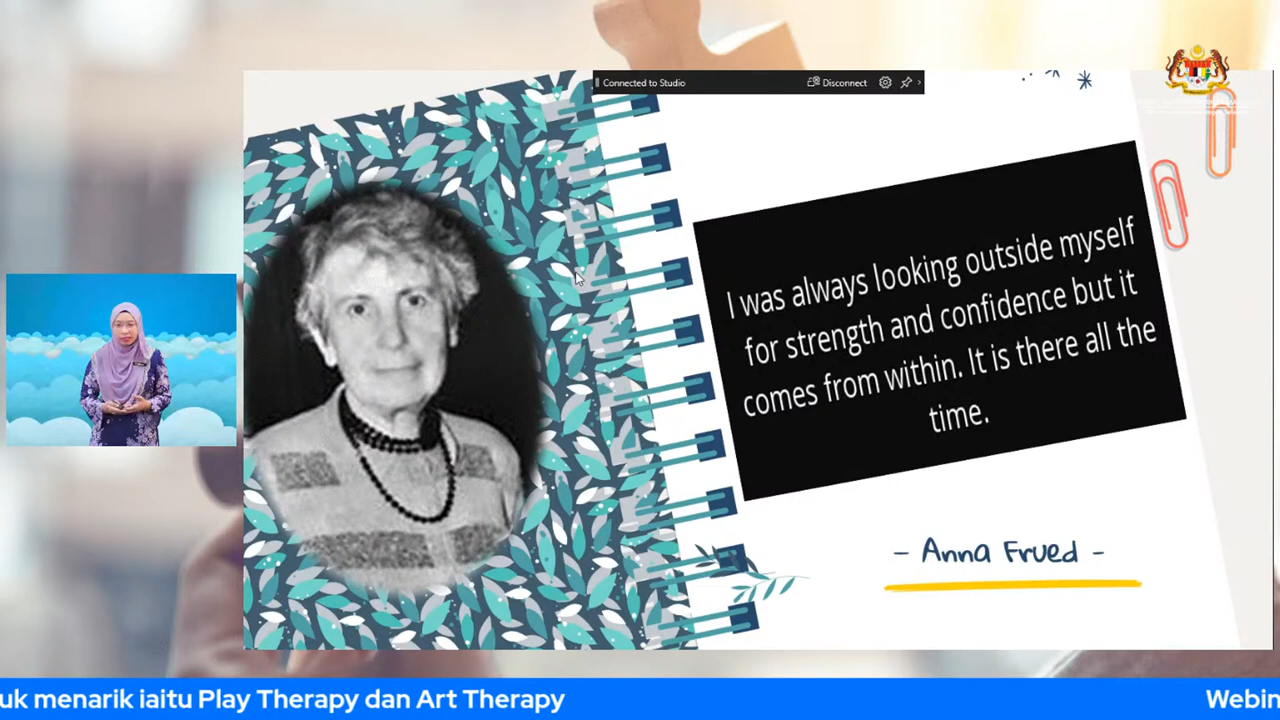 Connected to Studio
Disconnect
I was always looking outside myself
for strength and confidence but it
comes from within. It is there all the
time.
- Anna Frued -
uk menarik iaitu Play Therapy dan Art Therapy
Webin